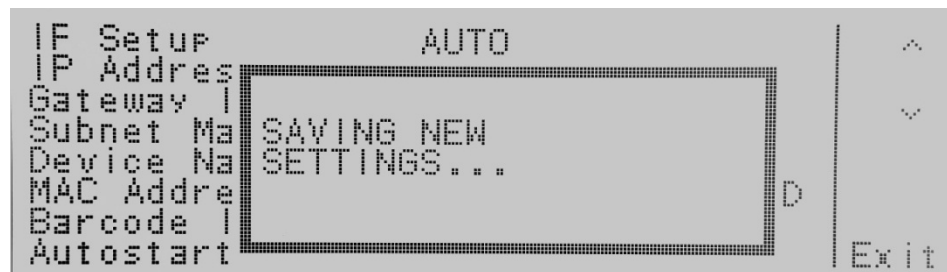 IF Setup AUTO
IP Addres
Gateway I
Subnet Ma
SAVING NEW
Device Na
SETTINGS...
MAC Addre D
Barcode I
Autostart
Exit